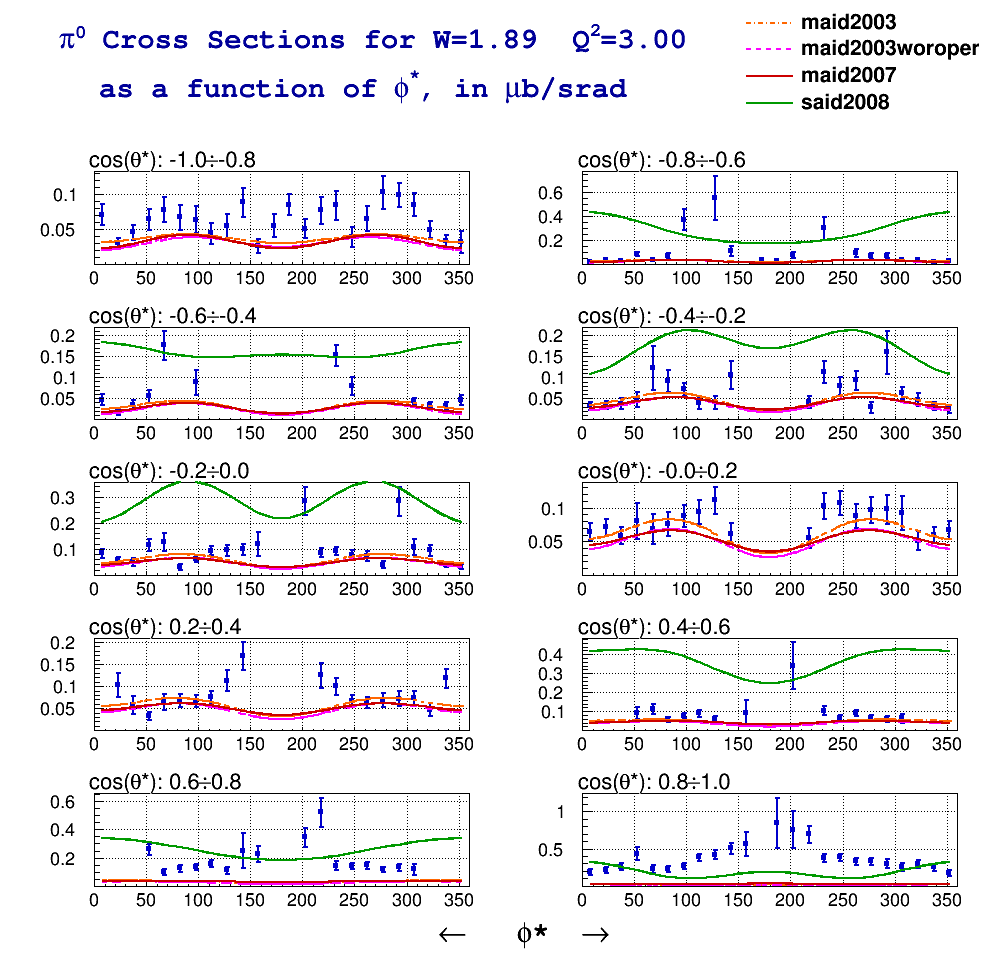 π⁰ Cross Sections for W=1.89 Q²=3.00
as a function of ϕ*, in μb/srad
maid2003
maid2003woroper
maid2007
said2008
cos(θ*): -1.0÷-0.8
0.1
0.05
0 50 100 150 200 250 300 350
cos(θ*): -0.8÷-0.6
0.6
0.4
0.2
0 50 100 150 200 250 300 350
cos(θ*): -0.6÷-0.4
0.2
0.15
0.1
0.05
0 50 100 150 200 250 300 350
cos(θ*): -0.4÷-0.2
0.2
0.15
0.1
0.05
0 50 100 150 200 250 300 350
cos(θ*): -0.2÷0.0
0.3
0.2
0.1
0 50 100 150 200 250 300 350
cos(θ*): -0.0÷0.2
0.1
0.05
0 50 100 150 200 250 300 350
cos(θ*): 0.2÷0.4
0.2
0.15
0.1
0.05
0 50 100 150 200 250 300 350
cos(θ*): 0.4÷0.6
0.4
0.3
0.2
0.1
0 50 100 150 200 250 300 350
cos(θ*): 0.6÷0.8
0.6
0.4
0.2
0 50 100 150 200 250 300 350
cos(θ*): 0.8÷1.0
1
0.5
0 50 100 150 200 250 300 350
← ϕ* →